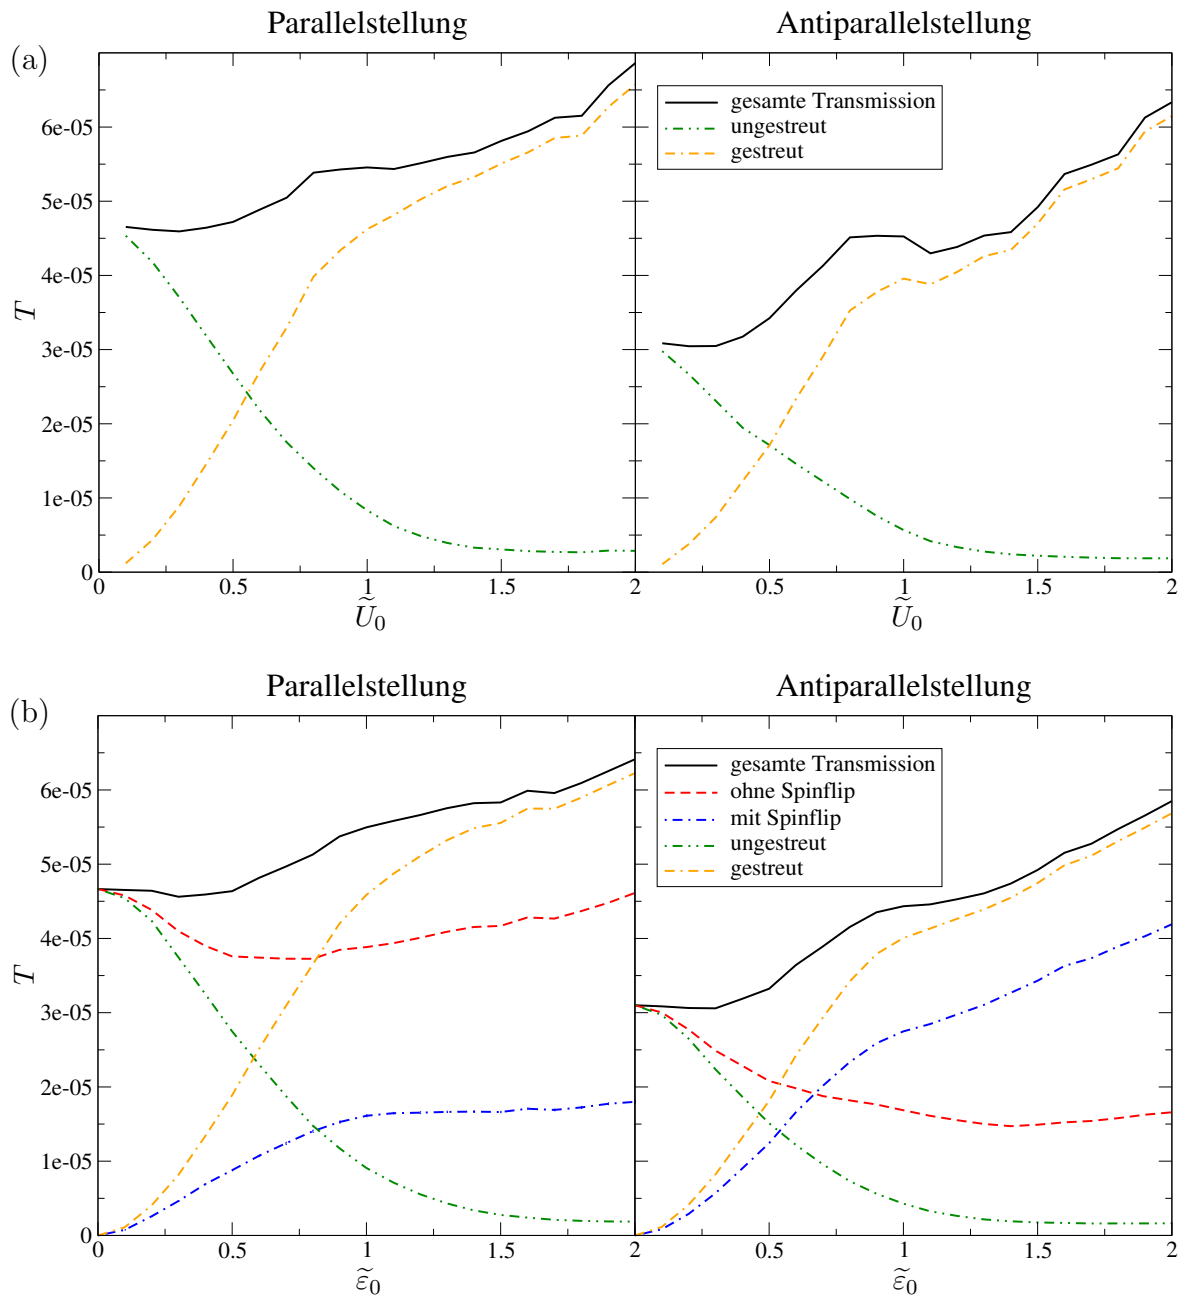 Parallelstellung
Antiparallelstellung
(a)
gesamte Transmission
ungestreut
gestreut
6e-05
5e-05
4e-05
3e-05
2e-05
1e-05
0
T
0.5
1
1.5
2
0.5
1
1.5
2
Ũ₀
Ũ₀
Parallelstellung
Antiparallelstellung
(b)
gesamte Transmission
ohne Spinflip
mit Spinflip
ungestreut
gestreut
6e-05
5e-05
4e-05
3e-05
2e-05
1e-05
0
T
0
0.5
1
1.5
2
0.5
1
1.5
2
ε̃₀
ε̃₀